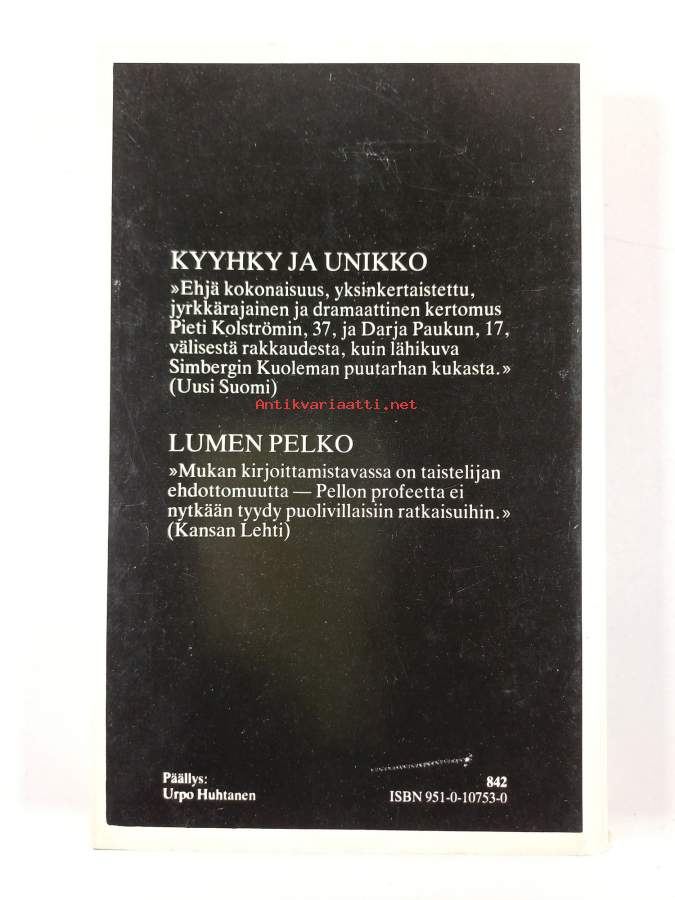 KYYHKY JA UNIKKO
»Ehjä kokonaisuus, yksinkertaistettu,
jyrkkärajainen ja dramaattinen kertomus
Pieti Kolströmin, 37, ja Darja Paukun, 17,
välisestä rakkaudesta, kuin lähikuva
Simbergin Kuoleman puutarhan kukasta.»
(Uusi Suomi)
Antikvariaatti.net
LUMEN PELKO
»Mukan kirjoittamistavassa on taistelijan
ehdottomuutta — Pellon profeetta ei
nytkään tyydy puolivillaisiin ratkaisuihin.»
(Kansan Lehti)
Päällys:
Urpo Huhtanen
842
ISBN 951-0-10753-0